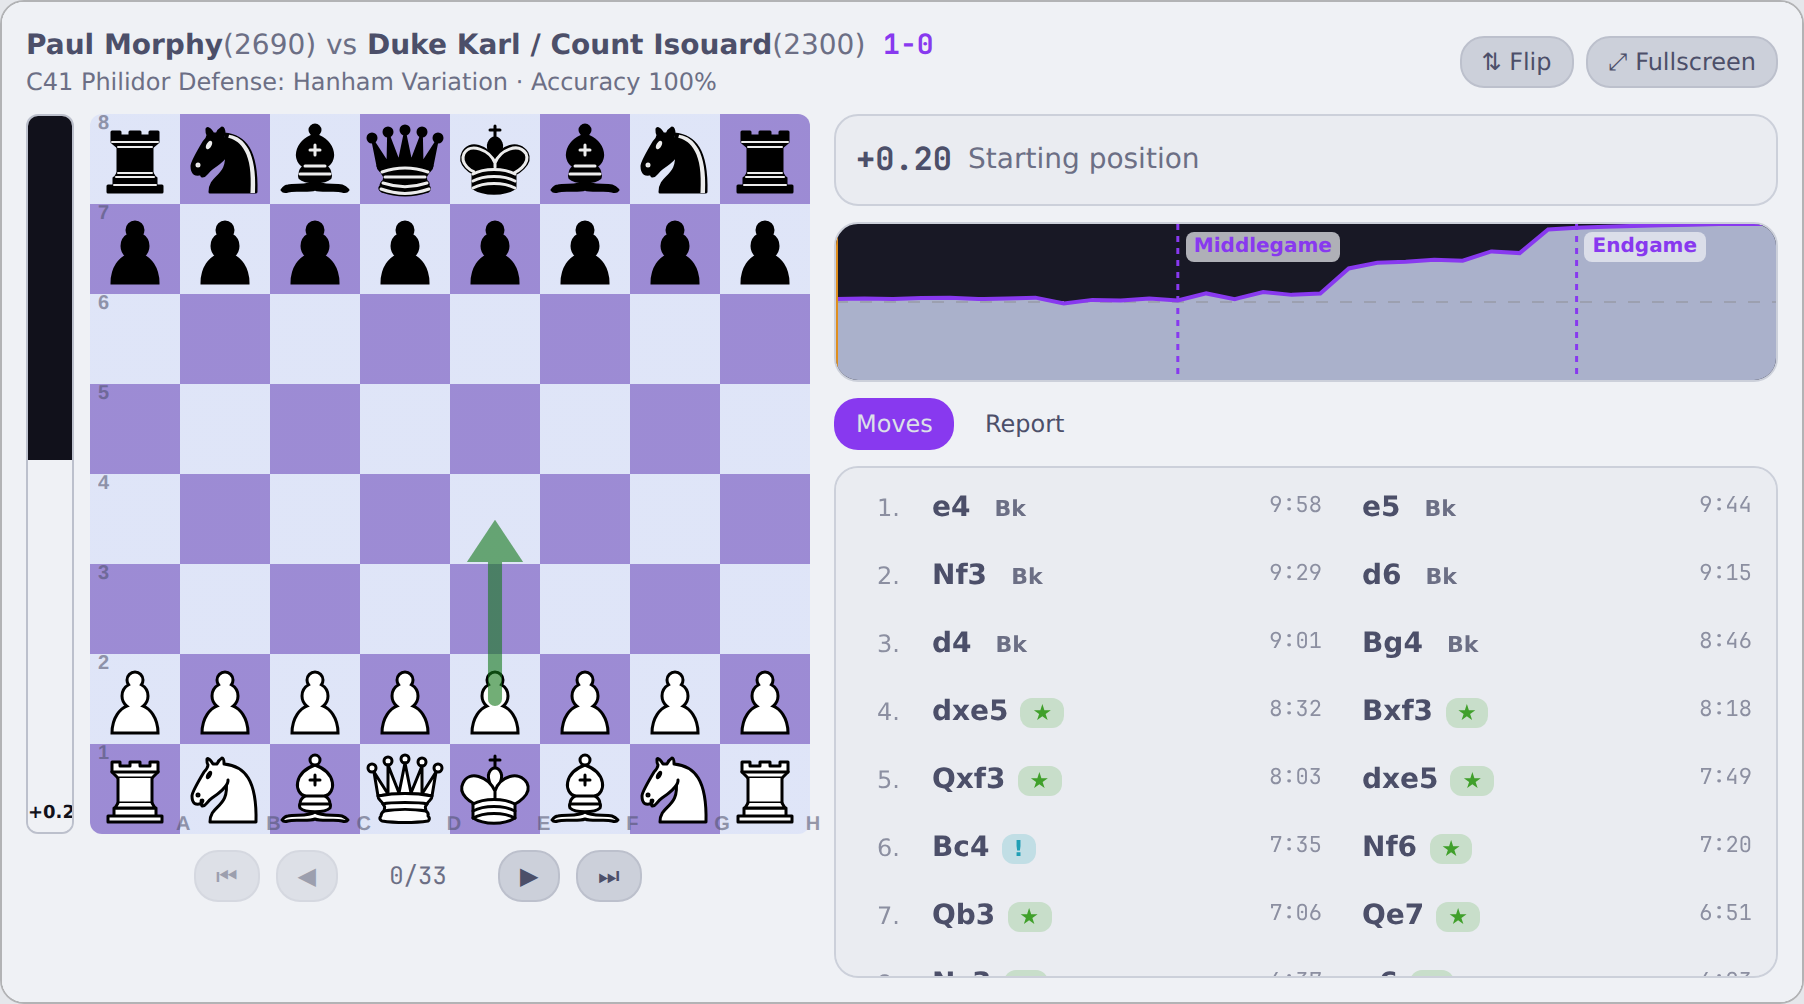 Paul Morphy(2690) vs Duke Karl / Count Isouard(2300) 1-0
C41 Philidor Defense: Hanham Variation · Accuracy 100%
⇅ Flip
⤢ Fullscreen
8
7
6
5
4
3
2
1
A B C D E F G H
+0.2
⏮ ◀ 0/33 ▶ ⏭
+0.20 Starting position
Middlegame
Endgame
Moves Report
1. e4 Bk 9:58 e5 Bk 9:44
2. Nf3 Bk 9:29 d6 Bk 9:15
3. d4 Bk 9:01 Bg4 Bk 8:46
4. dxe5 ★ 8:32 Bxf3 ★ 8:18
5. Qxf3 ★ 8:03 dxe5 ★ 7:49
6. Bc4 ! 7:35 Nf6 ★ 7:20
7. Qb3 ★ 7:06 Qe7 ★ 6:51